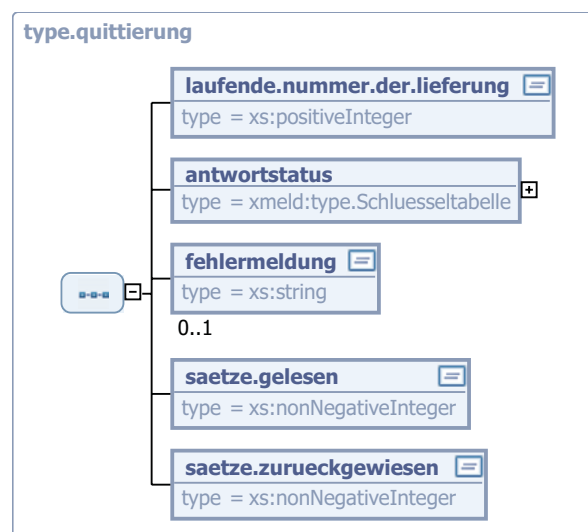 type.quittierung
laufende.nummer.der.lieferung
type = xs:positiveInteger
antwortstatus
type = xmeld:type.Schluesseltabelle
fehlermeldung
type = xs:string
0..1
saetze.gelesen
type = xs:nonNegativeInteger
saetze.zurueckgewiesen
type = xs:nonNegativeInteger